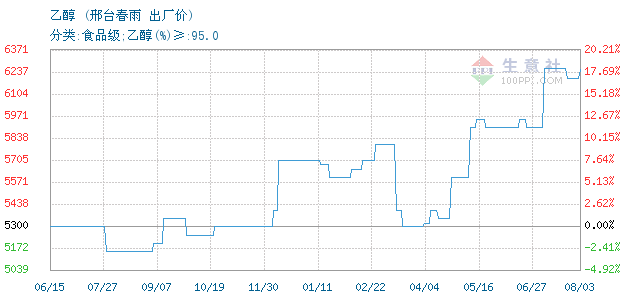 乙醇 (邢台春雨 出厂价)
分类:食品级;乙醇(%)≥:95.0
生意社
100PPI.COM
6371 20.21%
6237 17.69%
6104 15.18%
5971 12.67%
5838 10.15%
5705 7.64%
5571 5.13%
5438 2.62%
5300 0.00%
5172 -2.41%
5039 -4.92%
06/15 07/27 09/07 10/19 11/30 01/11 02/22 04/04 05/16 06/27 08/03